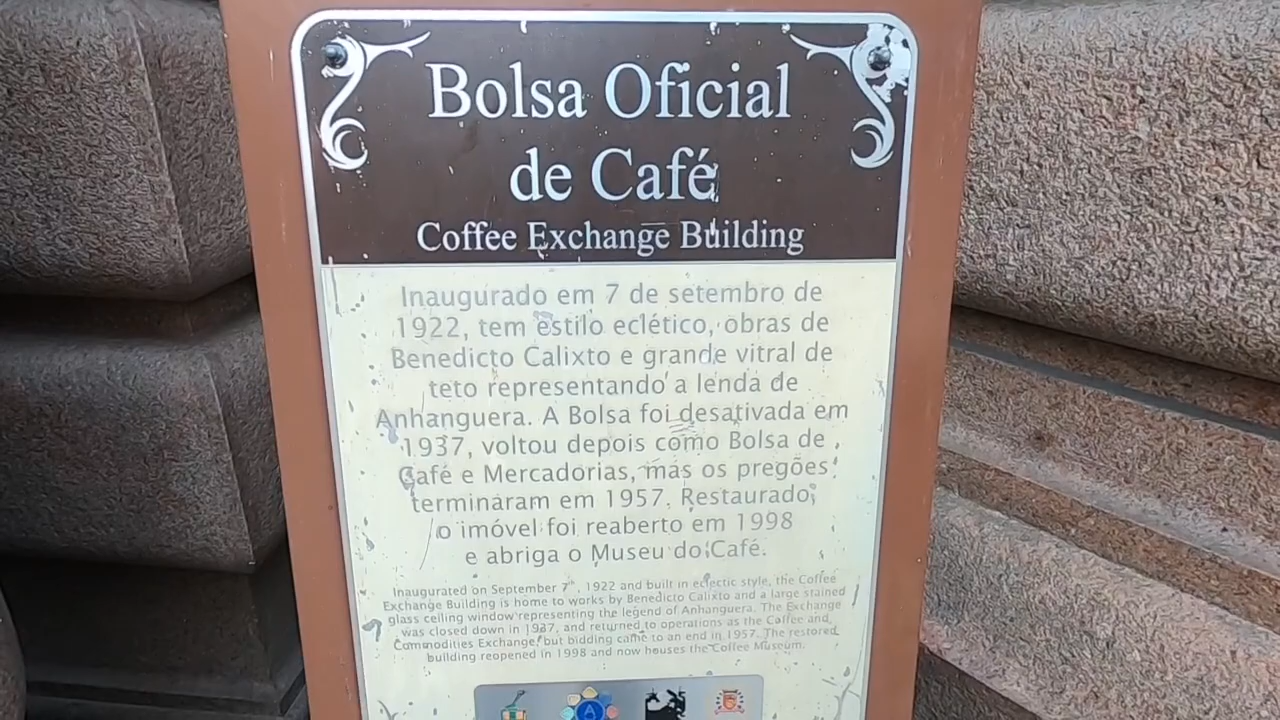 Bolsa Oficial
de Café
Coffee Exchange Building
Inaugurado em 7 de setembro de
1922, tem estilo eclético, obras de
Benedicto Calixto e grande vitral de
teto representando a lenda de
Anhanguera. A Bolsa foi desativada em
1937, voltou depois como Bolsa de
Café e Mercadorias, mas os pregões
terminaram em 1957. Restaurado,
o imóvel foi reaberto em 1998
e abriga o Museu do Café.
Inaugurated on September 7th, 1922 and built in eclectic style, the Coffee
Exchange Building is home to works by Benedicto Calixto and a large stained
glass ceiling window representing the legend of Anhanguera. The Exchange
was closed down in 1937, and returned to operations as the Coffee and
Commodities Exchange, but bidding came to an end in 1957. The restored
building reopened in 1998 and now houses the Coffee Museum.